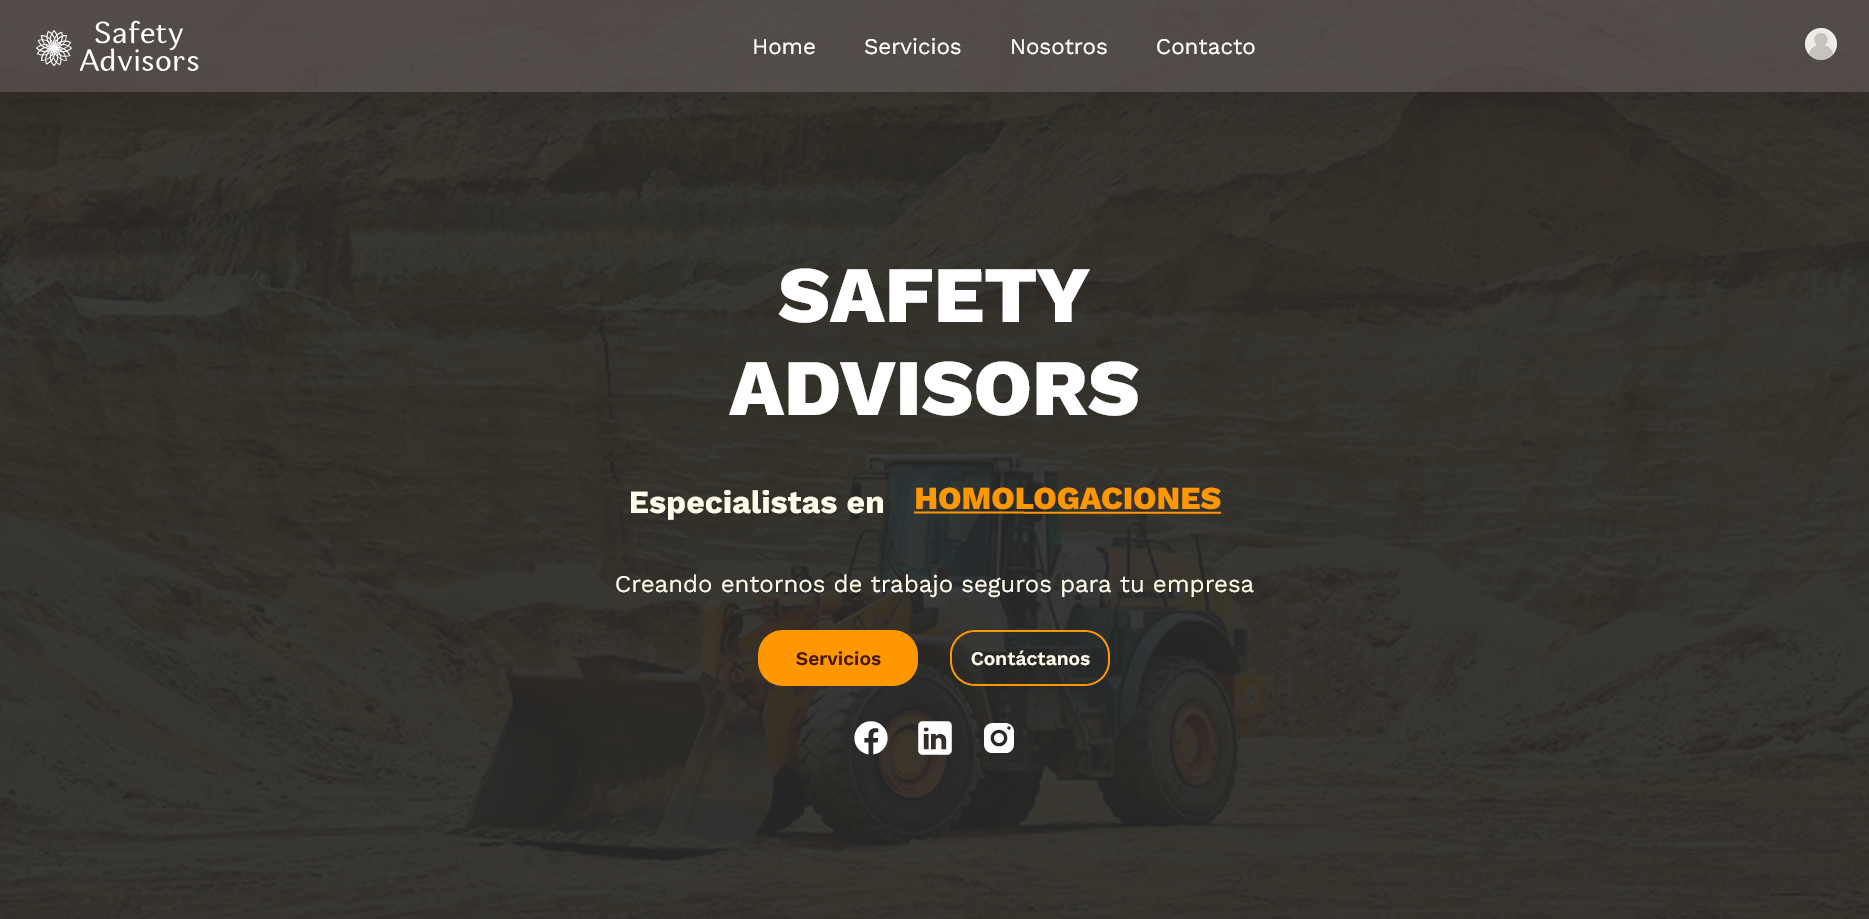 Safety
Advisors
Home Servicios Nosotros Contacto
SAFETY
ADVISORS
Especialistas en HOMOLOGACIONES
Creando entornos de trabajo seguros para tu empresa
Servicios Contáctanos